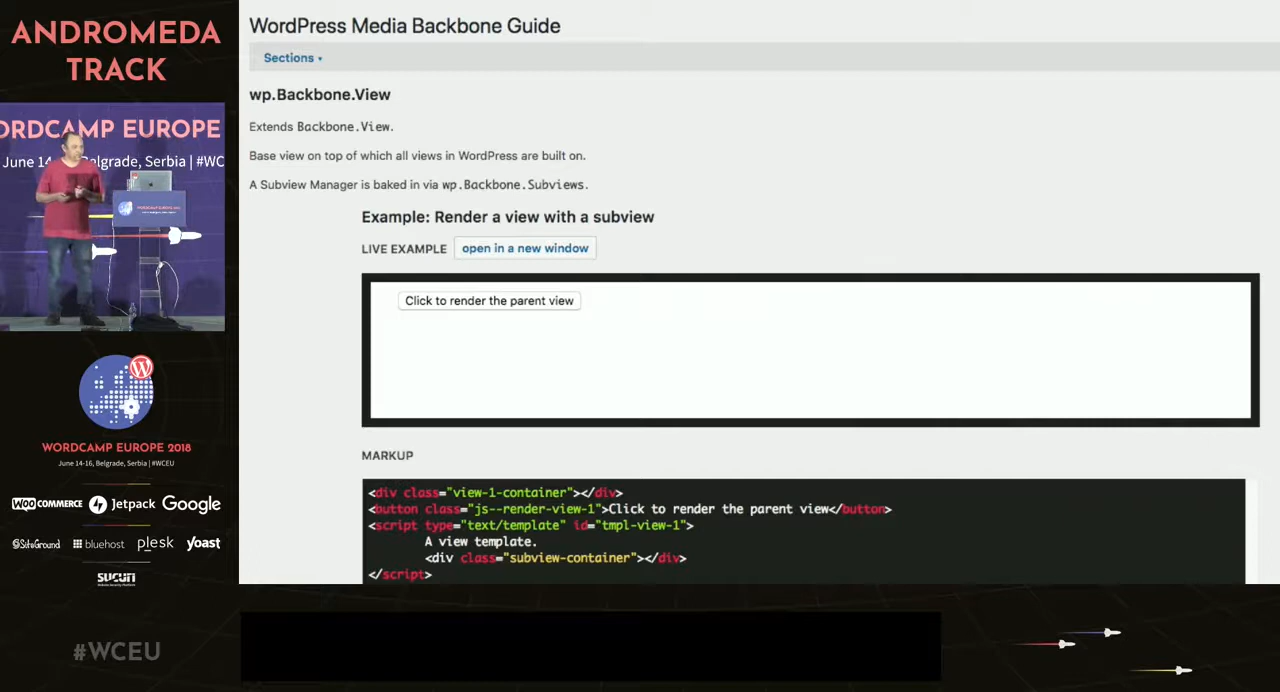 ANDROMEDA
TRACK
ORDCAMP EUROPE
June 14 Belgrade, Serbia | #WC
WORDCAMP EUROPE 2018
June 14-16, Belgrade, Serbia | #WCEU
WOO COMMERCE Jetpack Google
SiteGround bluehost plesk yoast
SUCURI
#WCEU
WordPress Media Backbone Guide
Sections ▾
wp.Backbone.View
Extends Backbone.View.
Base view on top of which all views in WordPress are built on.
A Subview Manager is baked in via wp.Backbone.Subviews.
Example: Render a view with a subview
LIVE EXAMPLE open in a new window
Click to render the parent view
MARKUP
<div class="view-1-container"></div>
<button class="js--render-view-1">Click to render the parent view</button>
<script type="text/template" id="tmpl-view-1">
A view template.
<div class="subview-container"></div>
</script>